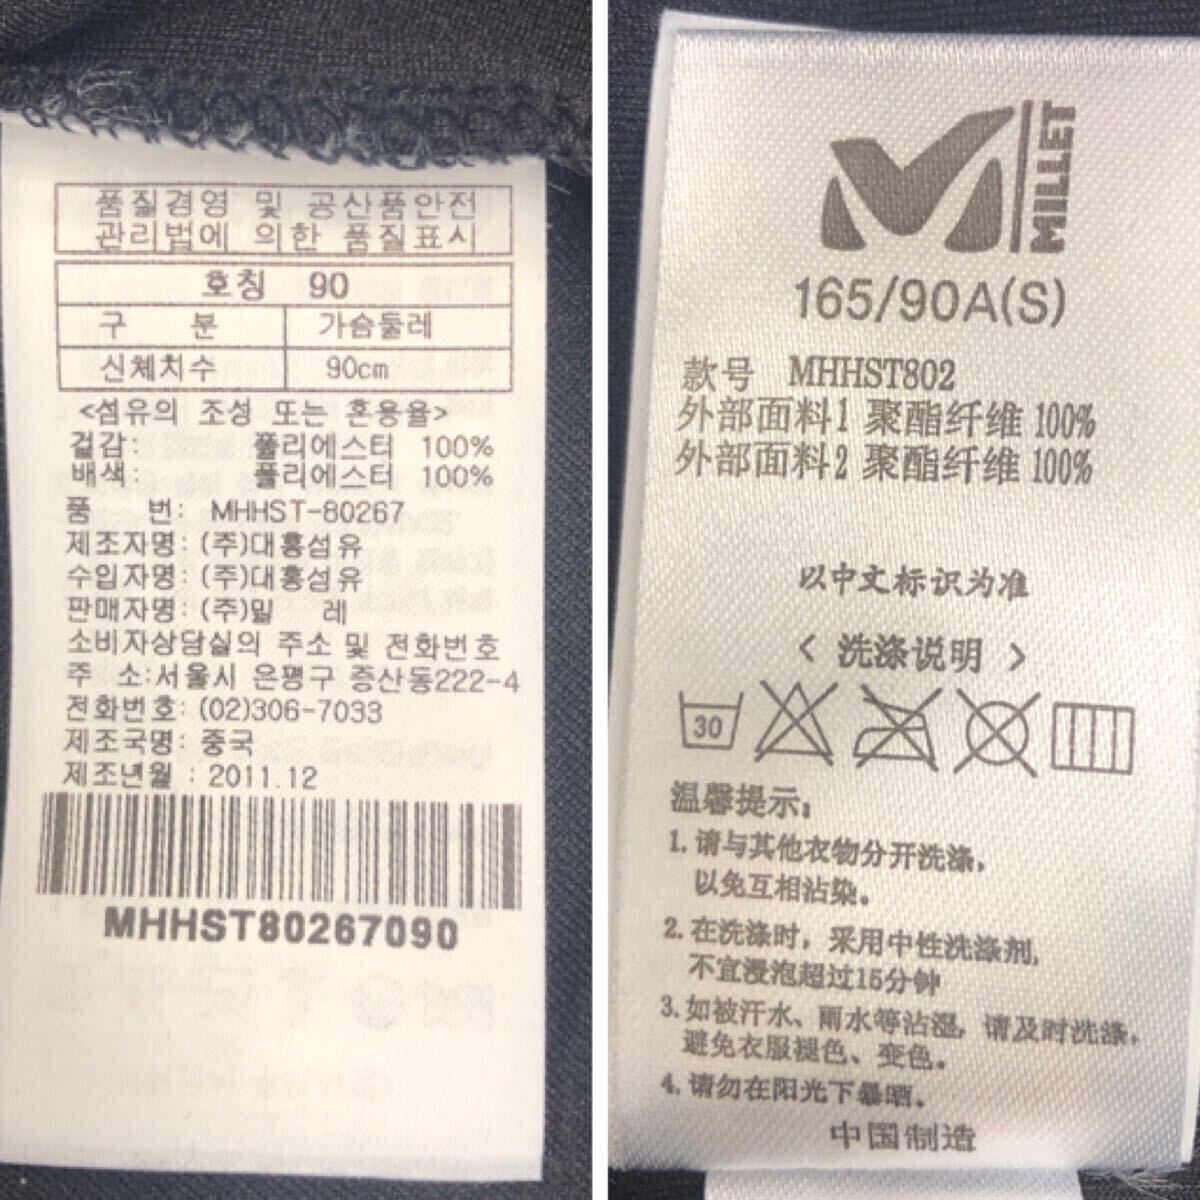 품질경영 및 공산품안전
관리법에 의한 품질표시
호칭 90
구 분 가슴둘레
신체치수 90cm
<섬유의 조성 또는 혼용율>
겉감: 폴리에스터 100%
배색: 폴리에스터 100%
품 번: MHHST-80267
제조자명: (주)대홍섬유
수입자명: (주)대홍섬유
판매자명: (주)밀 레
소비자상담실의 주소 및 전화번호
주 소:서울시 은평구 증산동222-4
전화번호: (02)306-7033
제조국명: 중국
제조년월 : 2011.12
MHHST80267090
MILLET
165/90A(S)
款号 MHHST802
外部面料1 聚酯纤维 100%
外部面料2 聚酯纤维 100%
以中文标识为准
< 洗涤说明 >
30
温馨提示:
1. 请与其他衣物分开洗涤,
以免互相沾染。
2. 在洗涤时, 采用中性洗涤剂,
不宜浸泡超过15分钟
3. 如被汗水、雨水等沾湿, 请及时洗涤,
避免衣服褪色、变色。
4. 请勿在阳光下暴晒。
中国制造